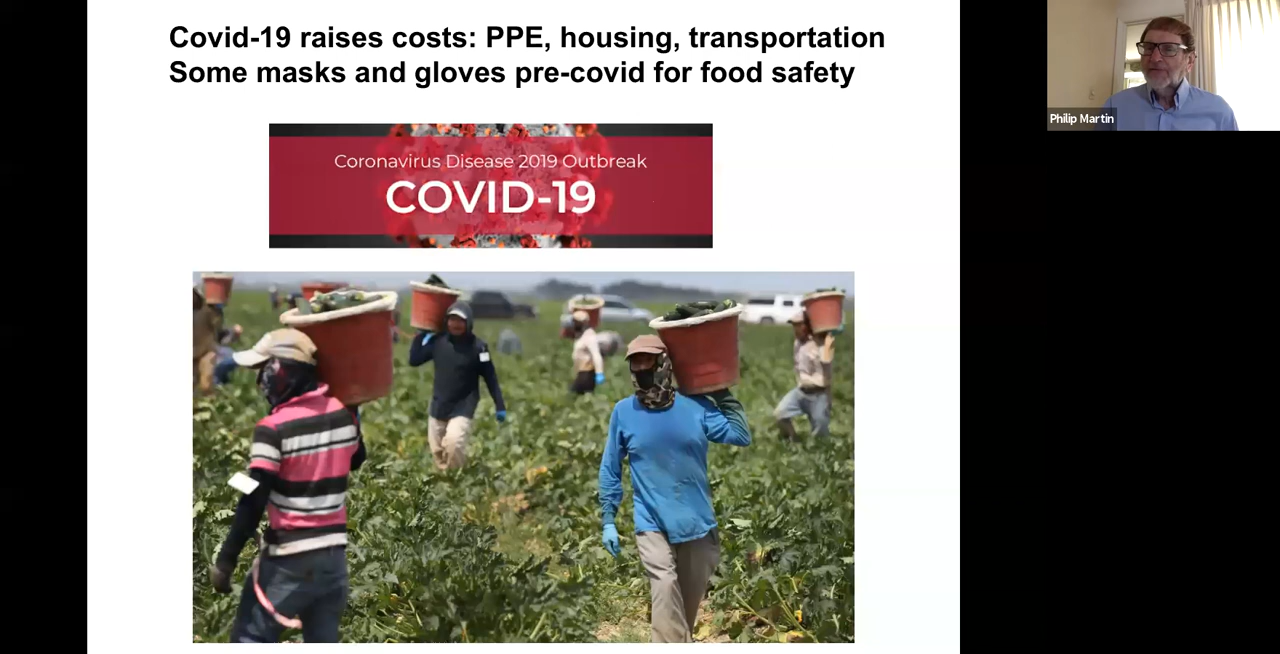 Covid-19 raises costs: PPE, housing, transportation
Some masks and gloves pre-covid for food safety
Coronavirus Disease 2019 Outbreak
COVID-19
Philip Martin